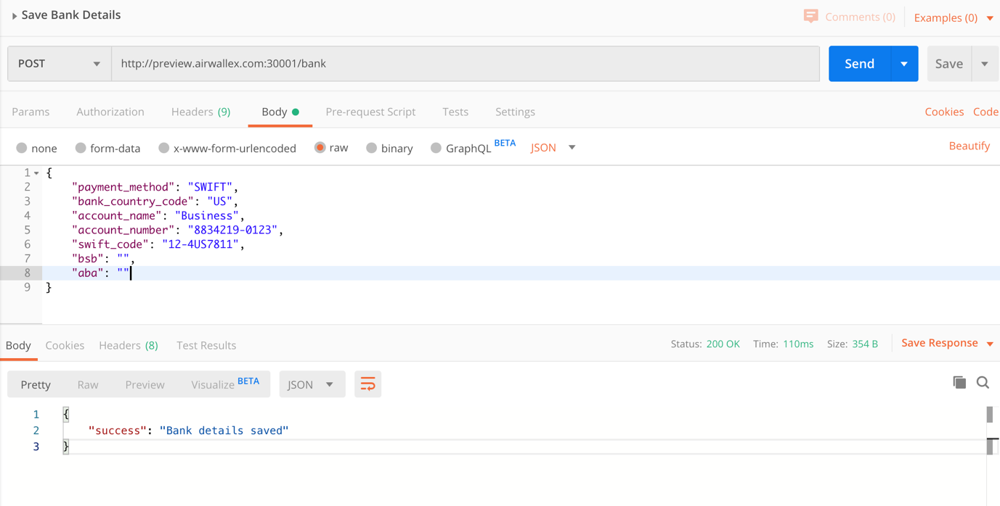 Save Bank Details
Comments (0) Examples (0)
POST http://preview.airwallex.com:30001/bank Send Save
Params Authorization Headers (9) Body Pre-request Script Tests Settings Cookies Code
none form-data x-www-form-urlencoded raw binary GraphQL BETA JSON Beautify
1 {
2 "payment_method": "SWIFT",
3 "bank_country_code": "US",
4 "account_name": "Business",
5 "account_number": "8834219-0123",
6 "swift_code": "12-4US7811",
7 "bsb": "",
8 "aba": ""
9 }
Body Cookies Headers (8) Test Results Status: 200 OK Time: 110ms Size: 354 B Save Response
Pretty Raw Preview Visualize BETA JSON
1 {
2 "success": "Bank details saved"
3 }